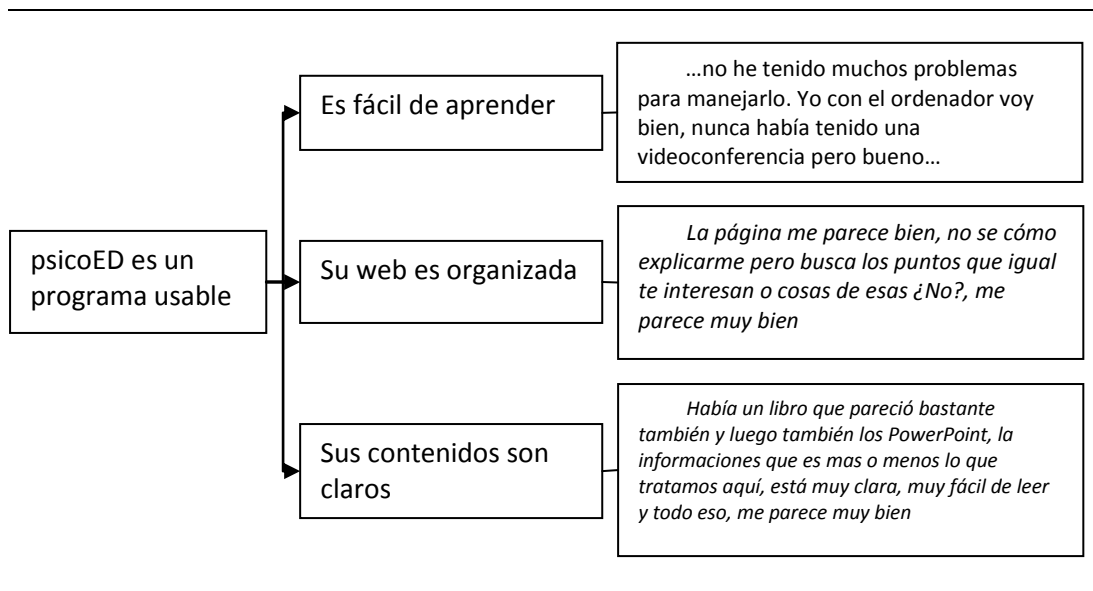 psicoED es un
programa usable
Es fácil de aprender
…no he tenido muchos problemas
para manejarlo. Yo con el ordenador voy
bien, nunca había tenido una
videoconferencia pero bueno…
Su web es organizada
La página me parece bien, no se cómo
explicarme pero busca los puntos que igual
te interesan o cosas de esas ¿No?, me
parece muy bien
Sus contenidos son
claros
Había un libro que pareció bastante
también y luego también los PowerPoint, la
informaciones que es mas o menos lo que
tratamos aquí, está muy clara, muy fácil de leer
y todo eso, me parece muy bien